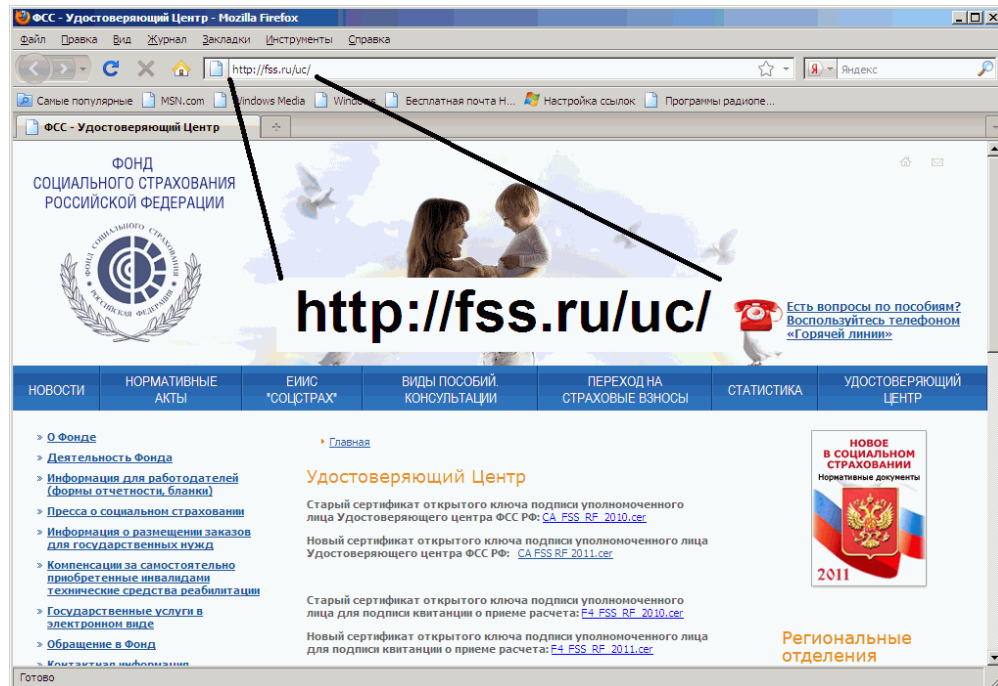 ФСС - Удостоверяющий Центр - Mozilla Firefox
Файл Правка Вид Журнал Закладки Инструменты Справка
http://fss.ru/uc/
Яндекс
Самые популярные MSN.com Windows Media Windows Бесплатная почта H... Настройка ссылок Программы радиопе...
ФСС - Удостоверяющий Центр
ФОНД
СОЦИАЛЬНОГО СТРАХОВАНИЯ
РОССИЙСКОЙ ФЕДЕРАЦИИ
ФОНД СОЦИАЛЬНОГО СТРАХОВАНИЯ
РОССИЙСКАЯ ФЕДЕРАЦИЯ
http://fss.ru/uc/
Есть вопросы по пособиям?
Воспользуйтесь телефоном
«Горячей линии»
НОВОСТИ
НОРМАТИВНЫЕ
АКТЫ
ЕИИС
"СОЦСТРАХ"
ВИДЫ ПОСОБИЙ.
КОНСУЛЬТАЦИИ
ПЕРЕХОД НА
СТРАХОВЫЕ ВЗНОСЫ
СТАТИСТИКА
УДОСТОВЕРЯЮЩИЙ
ЦЕНТР
» О Фонде
» Деятельность Фонда
» Информация для работодателей
(формы отчетности, бланки)
» Пресса о социальном страховании
» Информация о размещении заказов
для государственных нужд
» Компенсации за самостоятельно
приобретенные инвалидами
технические средства реабилитации
» Государственные услуги в
электронном виде
» Обращение в Фонд
» Контактная информация
Главная
Удостоверяющий Центр
Старый сертификат открытого ключа подписи уполномоченного
лица Удостоверяющего центра ФСС РФ: CA_FSS_RF_2010.cer
Новый сертификат открытого ключа подписи уполномоченного лица
Удостоверяющего центра ФСС РФ: CA FSS RF 2011.cer
Старый сертификат открытого ключа подписи уполномоченного
лица для подписи квитанции о приеме расчета: F4_FSS_RF_2010.cer
Новый сертификат открытого ключа подписи уполномоченного лица
для подписи квитанции о приеме расчета: F4_FSS_RF_2011.cer
НОВОЕ
В СОЦИАЛЬНОМ
СТРАХОВАНИИ
Нормативные документы
2011
Региональные
отделения
Готово